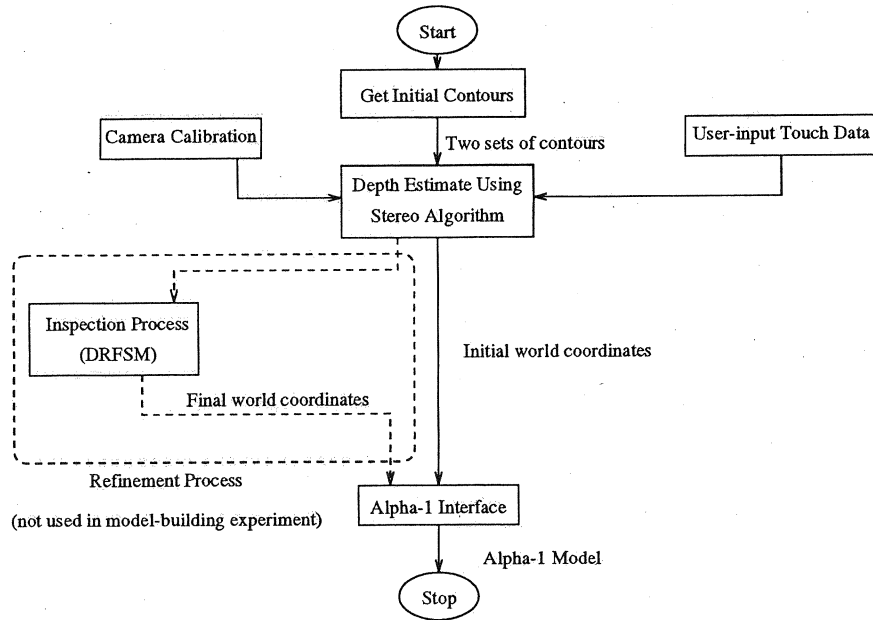 Start
Get Initial Contours
Camera Calibration
Two sets of contours
User-input Touch Data
Depth Estimate Using
Stereo Algorithm
Inspection Process
(DRFSM)
Initial world coordinates
Final world coordinates
Refinement Process
(not used in model-building experiment)
Alpha-1 Interface
Alpha-1 Model
Stop